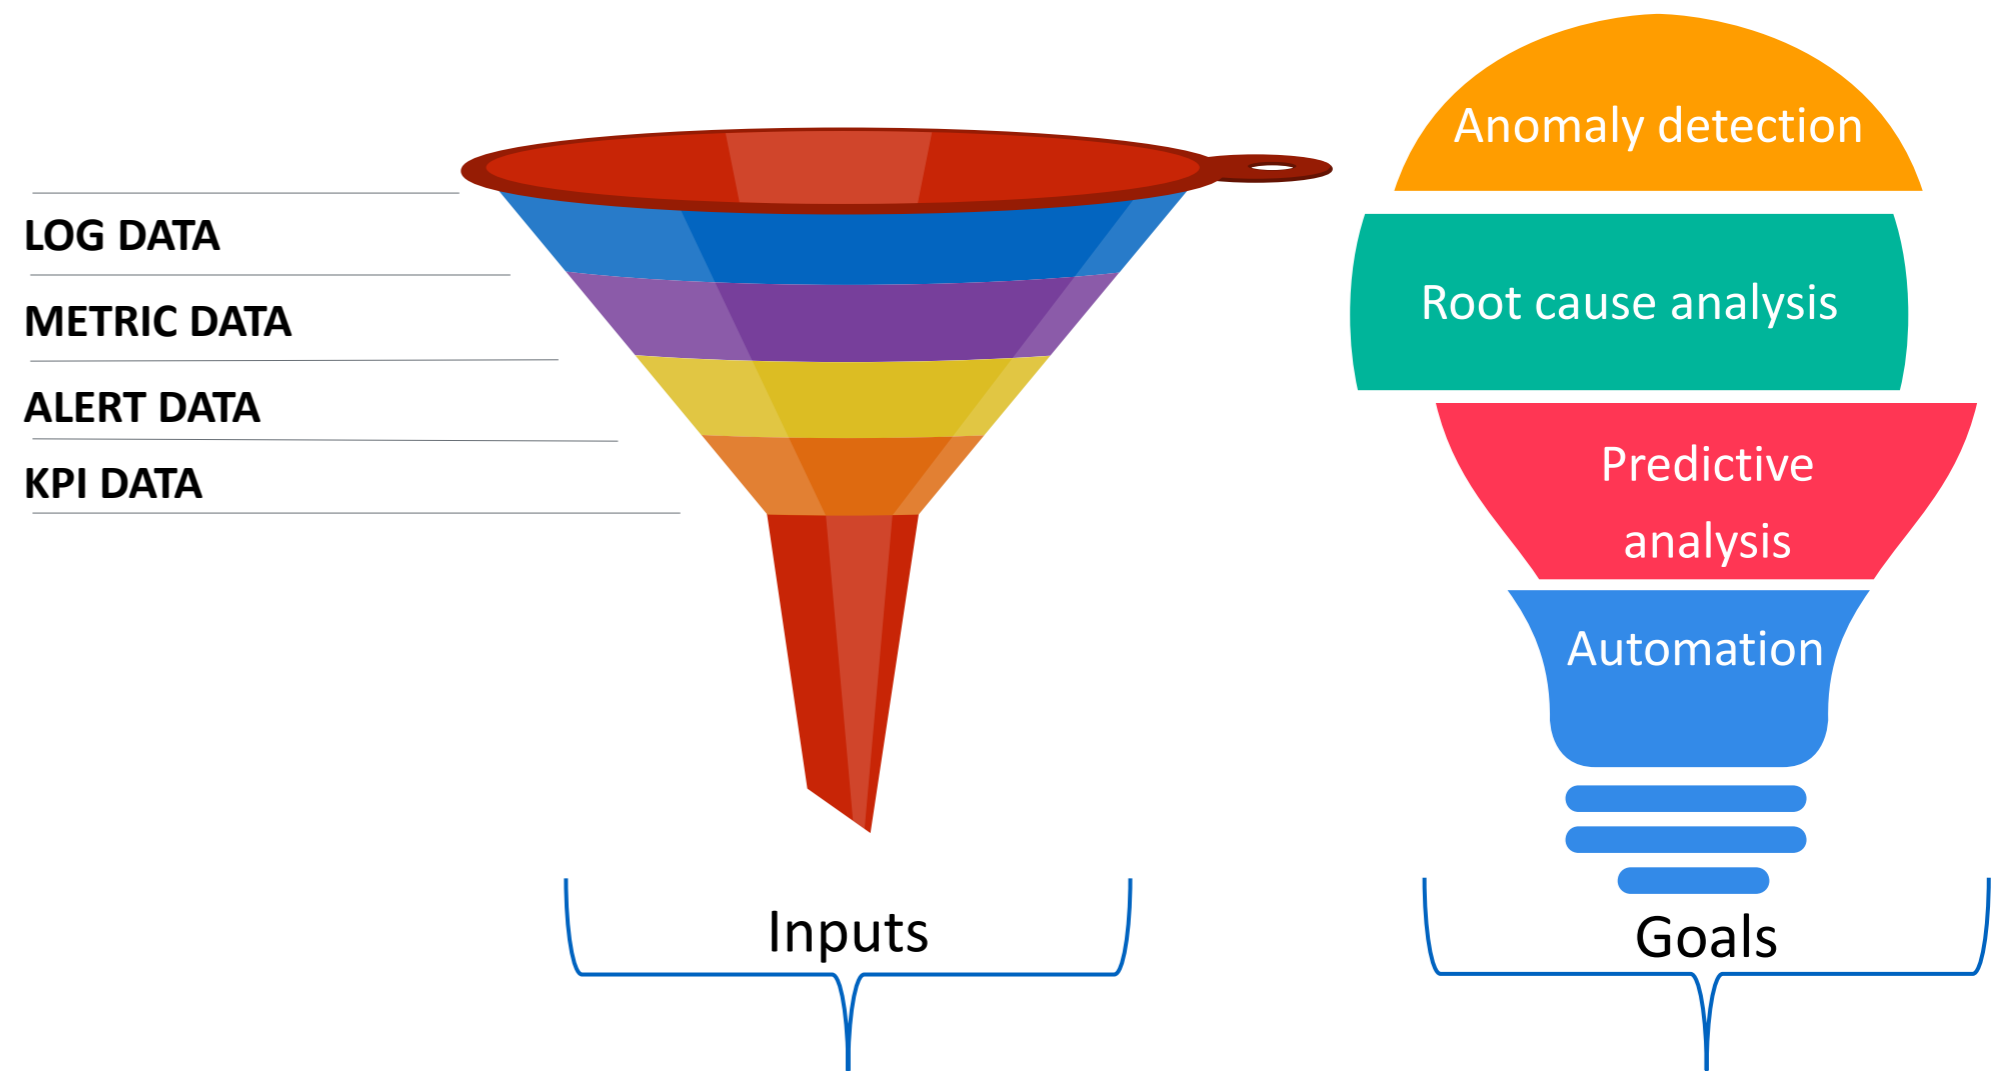 LOG DATA
METRIC DATA
ALERT DATA
KPI DATA
Inputs
Anomaly detection
Root cause analysis
Predictive
analysis
Automation
Goals